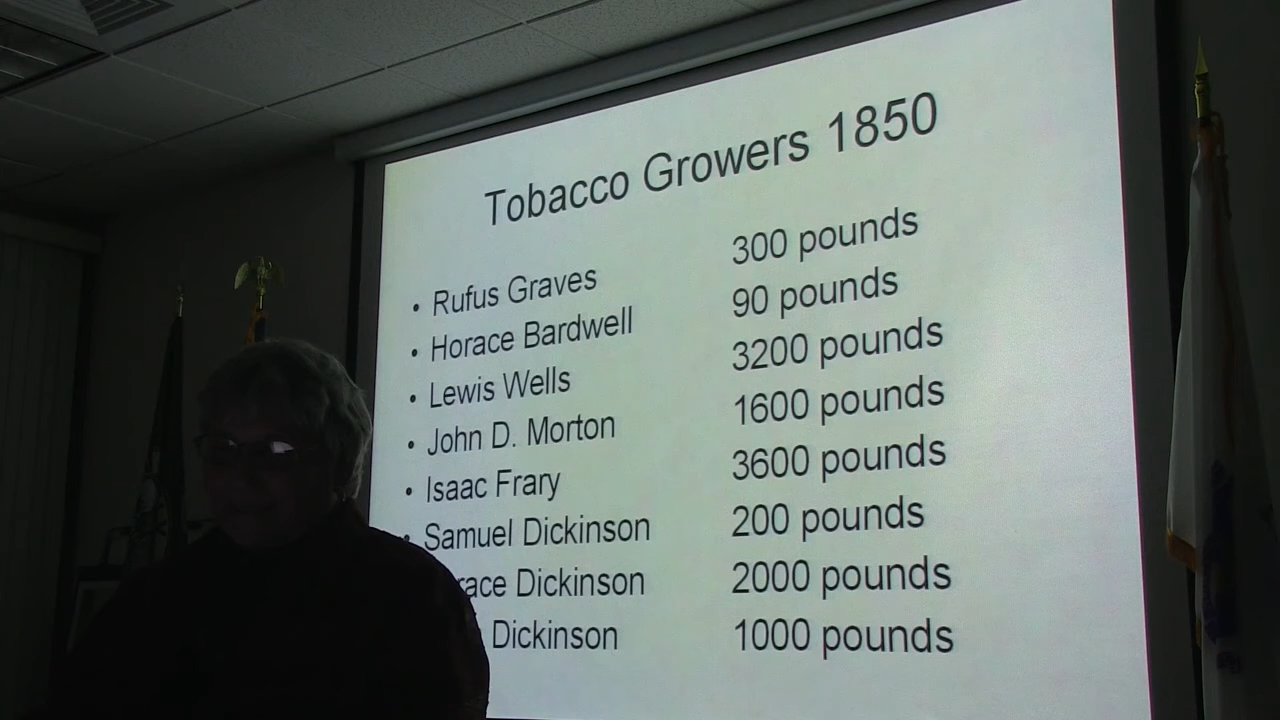 Tobacco Growers 1850
• Rufus Graves 300 pounds
• Horace Bardwell 90 pounds
• Lewis Wells 3200 pounds
• John D. Morton 1600 pounds
• Isaac Frary 3600 pounds
• Samuel Dickinson 200 pounds
Dickinson 2000 pounds
Dickinson 1000 pounds